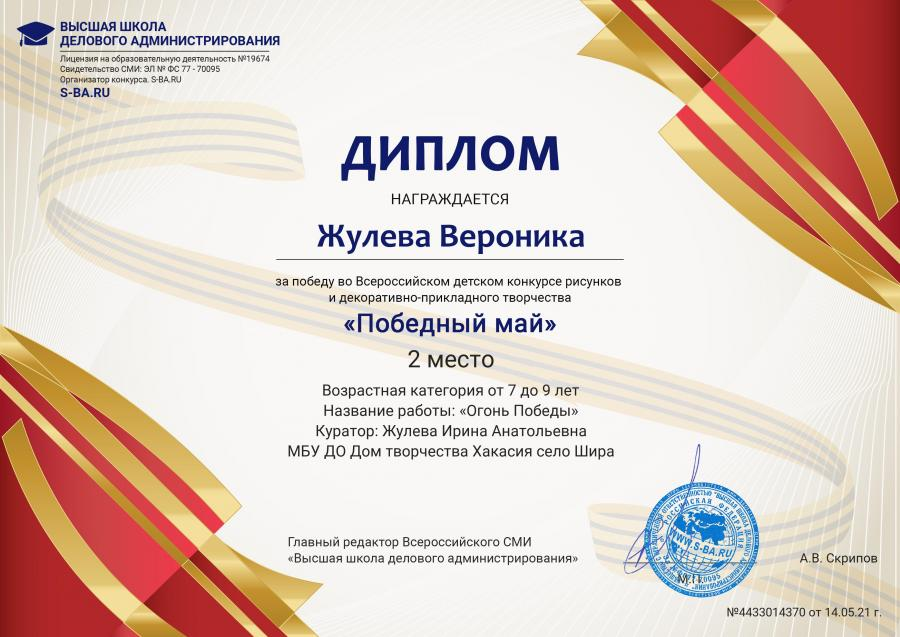 ВЫСШАЯ ШКОЛА
ДЕЛОВОГО АДМИНИСТРИРОВАНИЯ
Лицензия на образовательную деятельность №19674
Свидетельство СМИ: ЭЛ № ФС 77 - 70095
Организатор конкурса. S-BA.RU
S-BA.RU
ДИПЛОМ
НАГРАЖДАЕТСЯ
Жулева Вероника
за победу во Всероссийском детском конкурсе рисунков
и декоративно-прикладного творчества
«Победный май»
2 место
Возрастная категория от 7 до 9 лет
Название работы: «Огонь Победы»
Куратор: Жулева Ирина Анатольевна
МБУ ДО Дом творчества Хакасия село Шира
Главный редактор Всероссийского СМИ
«Высшая школа делового администрирования»
РОССИЙСКАЯ ФЕДЕРАЦИЯ
WWW.S-BA.RU
М.П.
А.В. Скрипов
№4433014370 от 14.05.21 г.